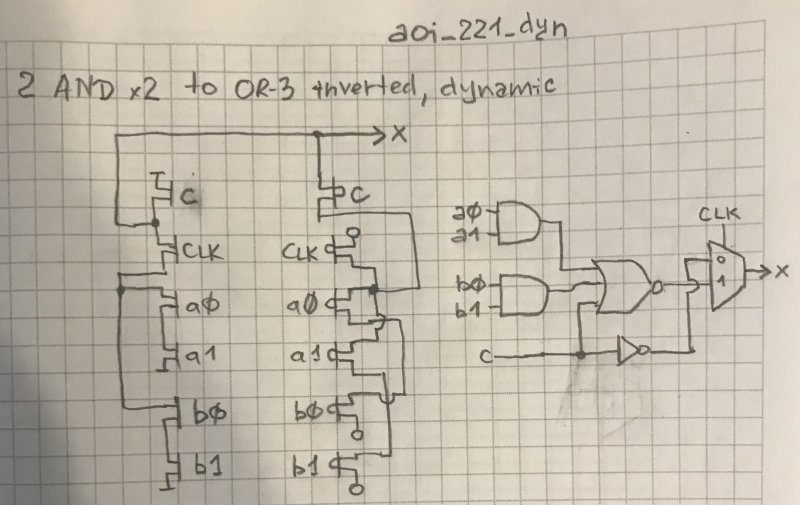 aoi_221_dyn
2 AND x2 to OR-3 inverted, dynamic
X
C
CLK
a0
a1
b0
b1
C
CLK
a0
a1
b0
b1
a0
a1
b0
b1
C
CLK
0
1
X